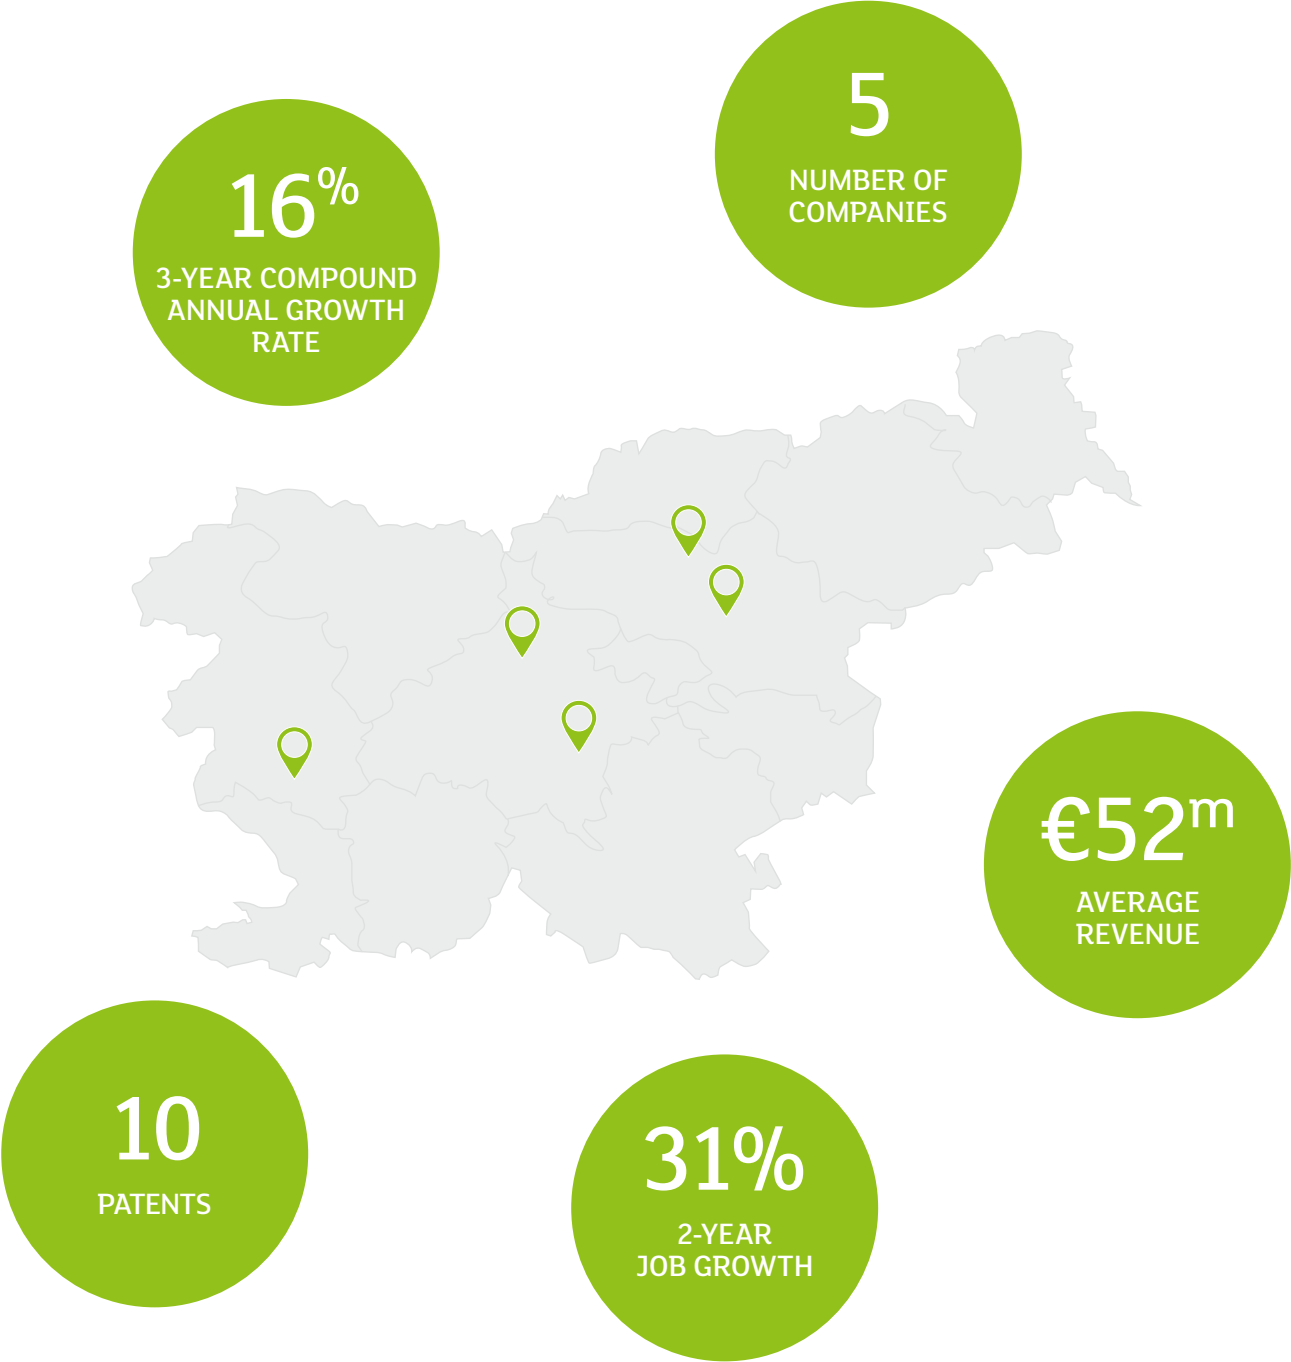 5
NUMBER OF
COMPANIES
16%
3-YEAR COMPOUND
ANNUAL GROWTH
RATE
€52m
AVERAGE
REVENUE
10
PATENTS
31%
2-YEAR
JOB GROWTH